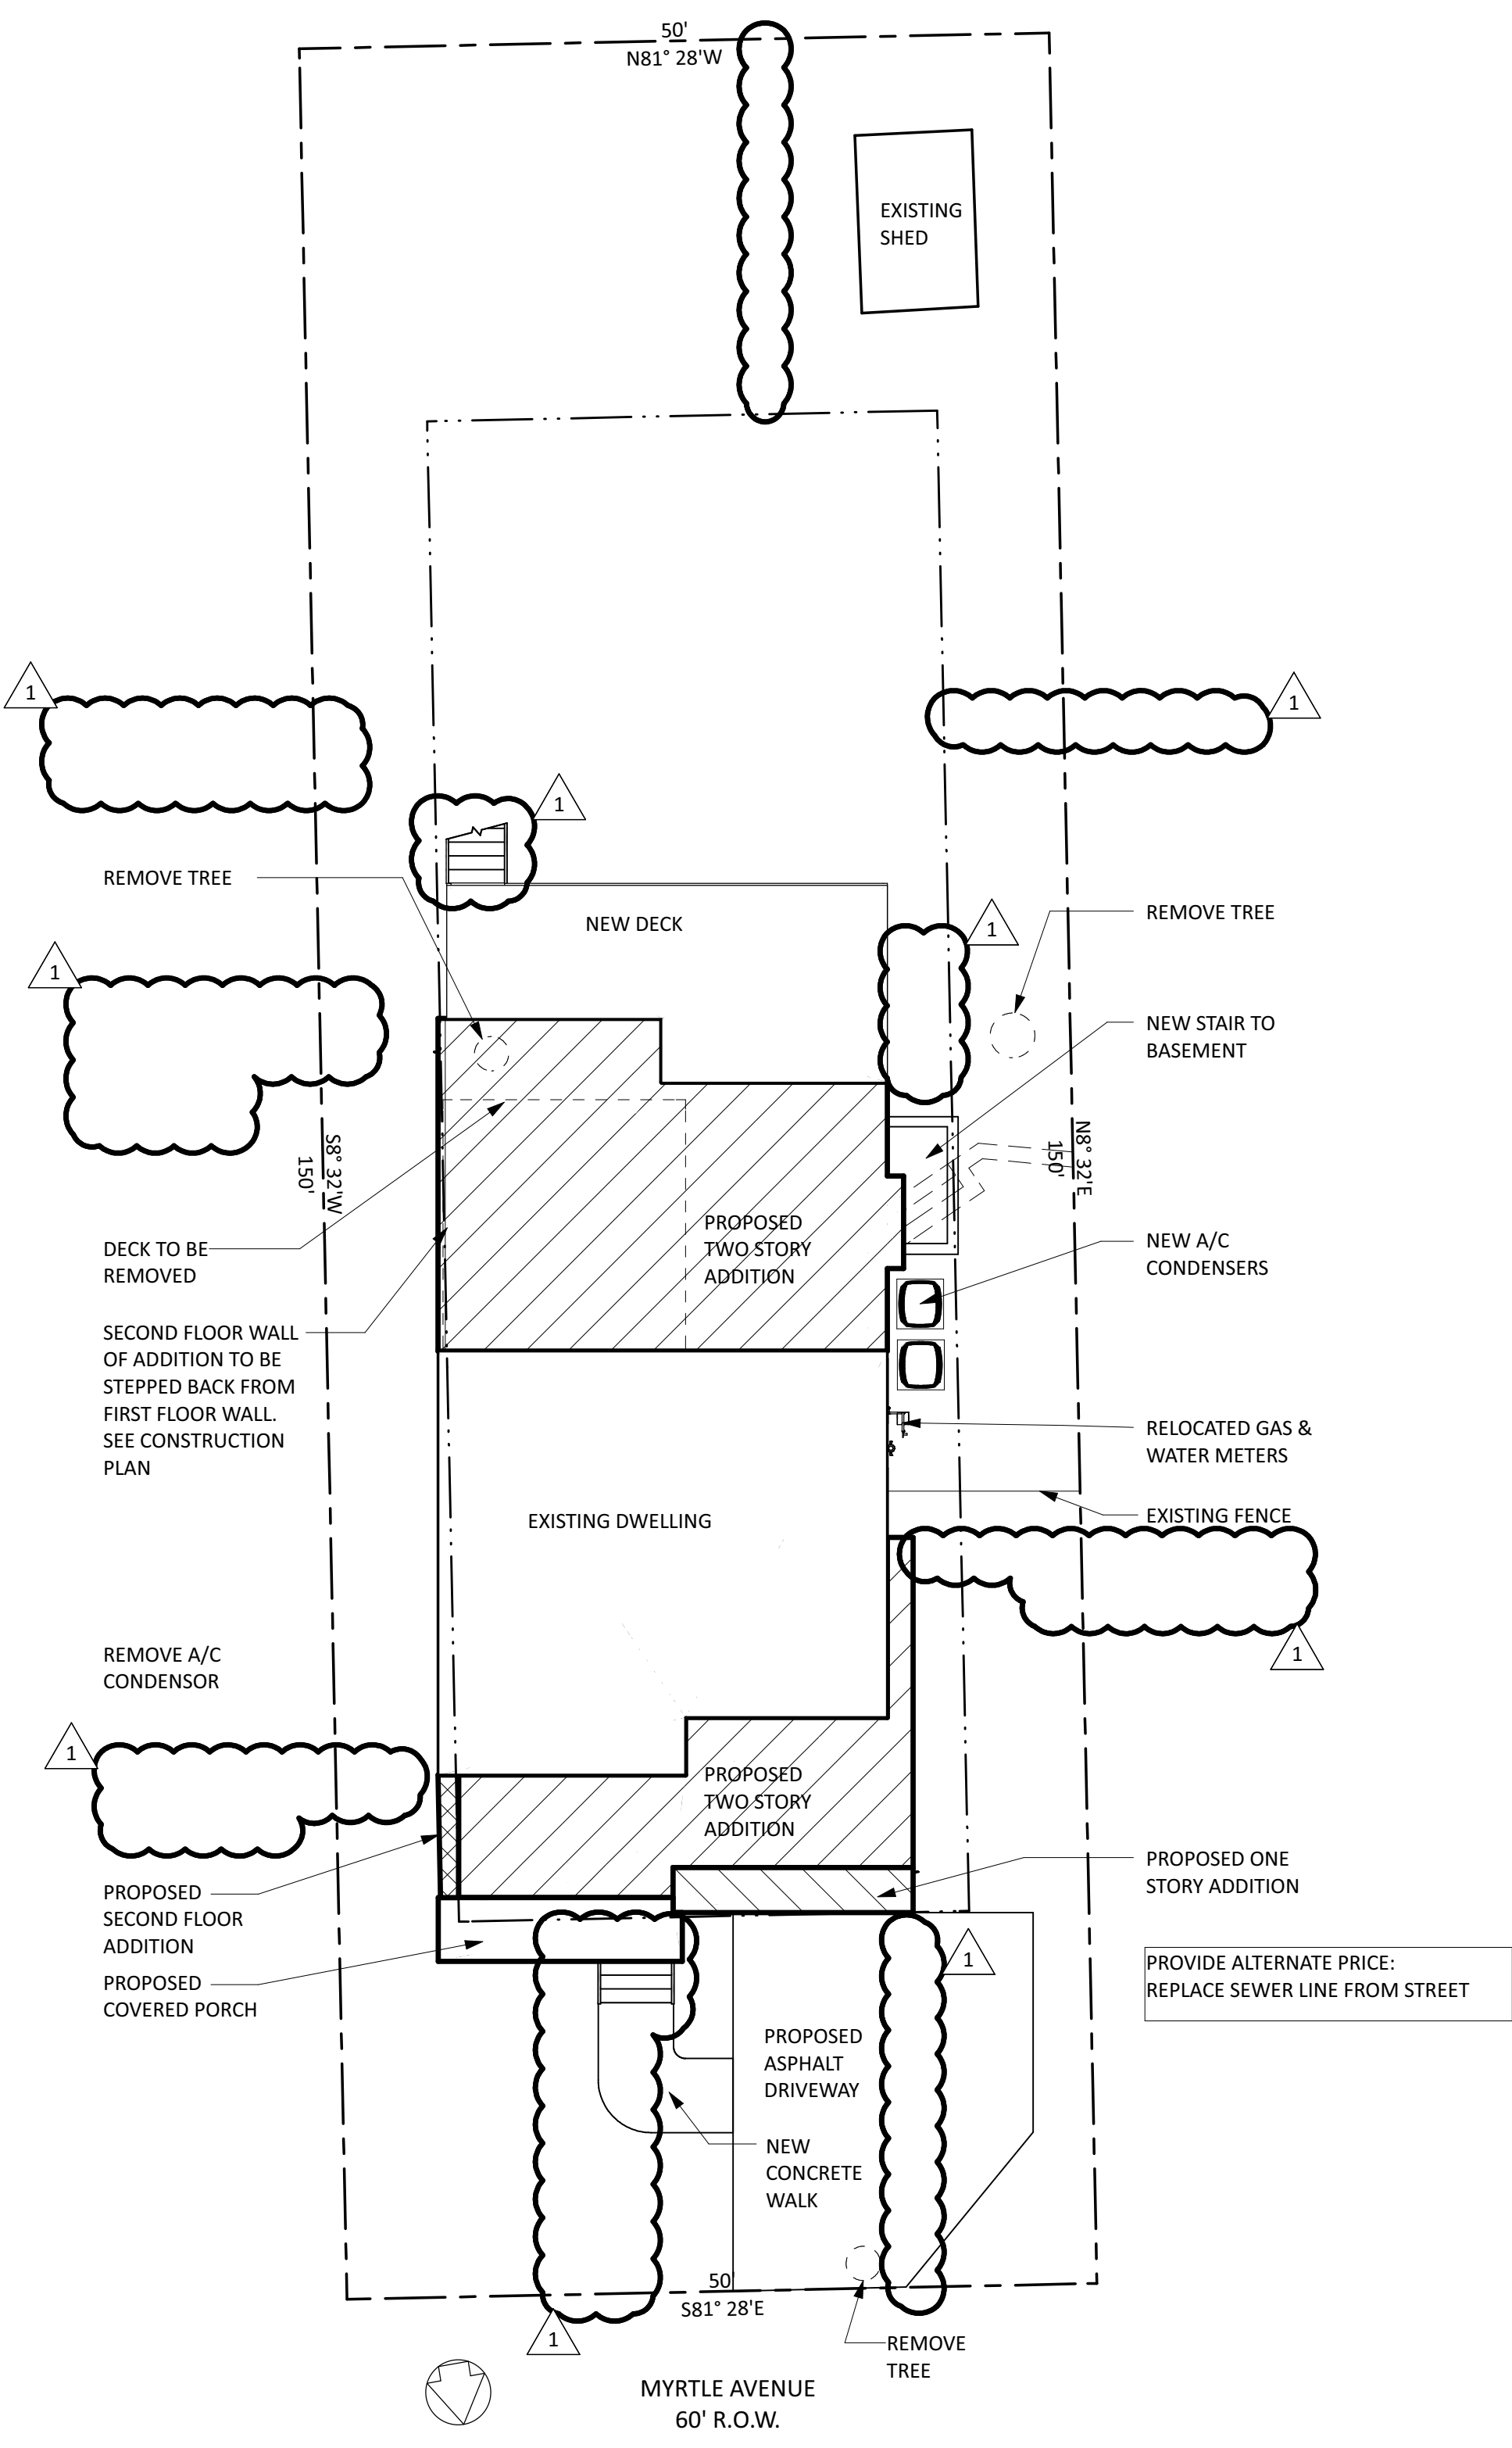 50'
N81° 28'W
EXISTING
SHED
1
1
1
REMOVE TREE
NEW DECK
1
REMOVE TREE
1
NEW STAIR TO
BASEMENT
S8° 32'W
150'
N8° 32'E
150'
DECK TO BE
REMOVED
PROPOSED
TWO STORY
ADDITION
NEW A/C
CONDENSERS
SECOND FLOOR WALL
OF ADDITION TO BE
STEPPED BACK FROM
FIRST FLOOR WALL.
SEE CONSTRUCTION
PLAN
RELOCATED GAS &
WATER METERS
EXISTING FENCE
EXISTING DWELLING
1
REMOVE A/C
CONDENSOR
1
PROPOSED
TWO STORY
ADDITION
PROPOSED
SECOND FLOOR
ADDITION
PROPOSED ONE
STORY ADDITION
PROPOSED
COVERED PORCH
1
PROVIDE ALTERNATE PRICE:
REPLACE SEWER LINE FROM STREET
PROPOSED
ASPHALT
DRIVEWAY
NEW
CONCRETE
WALK
50'
S81° 28'E
1
REMOVE
TREE
MYRTLE AVENUE
60' R.O.W.